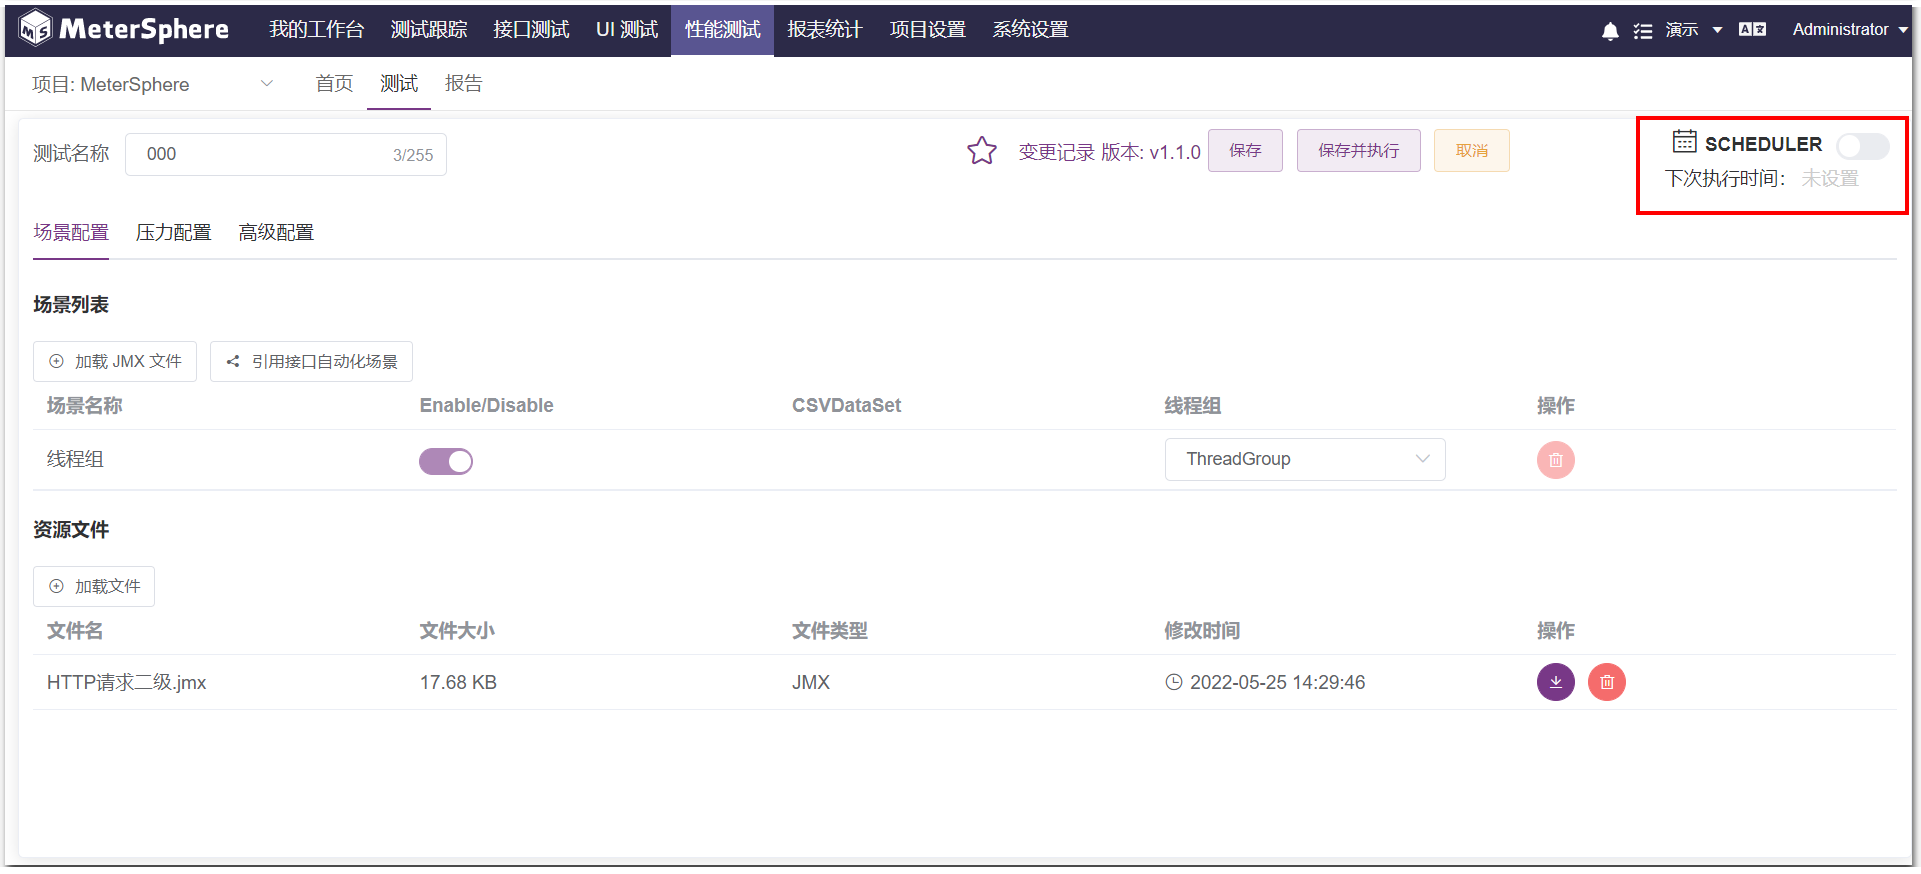 MeterSphere 我的工作台 测试跟踪 接口测试 UI 测试 性能测试 报表统计 项目设置 系统设置 演示 Administrator
项目: MeterSphere 首页 测试 报告
测试名称 000 3/255 变更记录 版本: v1.1.0 保存 保存并执行 取消 SCHEDULER
下次执行时间： 未设置
场景配置 压力配置 高级配置
场景列表
加载 JMX 文件 引用接口自动化场景
场景名称 Enable/Disable CSVDataSet 线程组 操作
线程组 ThreadGroup
资源文件
加载文件
文件名 文件大小 文件类型 修改时间 操作
HTTP请求二级.jmx 17.68 KB JMX 2022-05-25 14:29:46